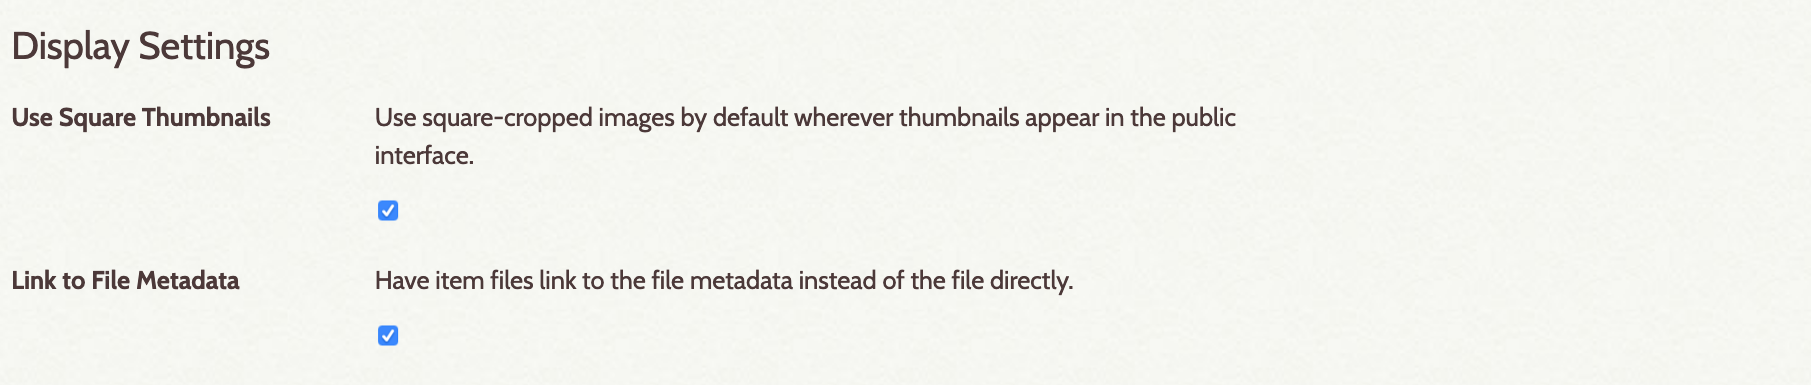 Display Settings
Use Square Thumbnails
Use square-cropped images by default wherever thumbnails appear in the public
interface.
Link to File Metadata
Have item files link to the file metadata instead of the file directly.